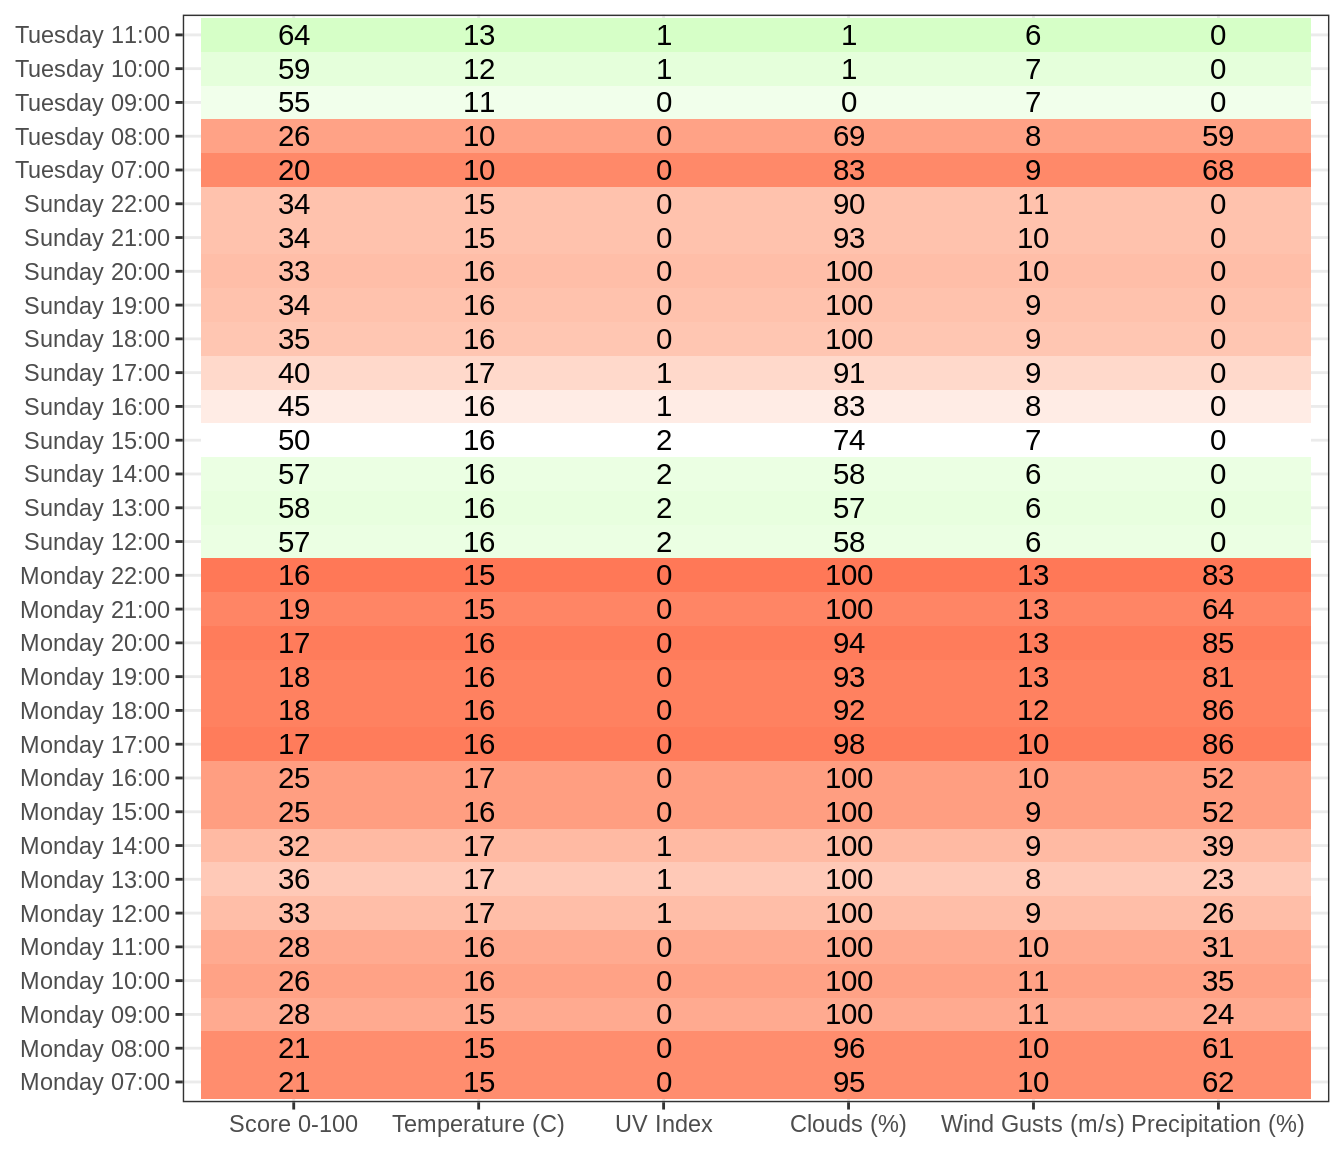 Tuesday 11:00 64 13 1 1 6 0
Tuesday 10:00 59 12 1 1 7 0
Tuesday 09:00 55 11 0 0 7 0
Tuesday 08:00 26 10 0 69 8 59
Tuesday 07:00 20 10 0 83 9 68
Sunday 22:00 34 15 0 90 11 0
Sunday 21:00 34 15 0 93 10 0
Sunday 20:00 33 16 0 100 10 0
Sunday 19:00 34 16 0 100 9 0
Sunday 18:00 35 16 0 100 9 0
Sunday 17:00 40 17 1 91 9 0
Sunday 16:00 45 16 1 83 8 0
Sunday 15:00 50 16 2 74 7 0
Sunday 14:00 57 16 2 58 6 0
Sunday 13:00 58 16 2 57 6 0
Sunday 12:00 57 16 2 58 6 0
Monday 22:00 16 15 0 100 13 83
Monday 21:00 19 15 0 100 13 64
Monday 20:00 17 16 0 94 13 85
Monday 19:00 18 16 0 93 13 81
Monday 18:00 18 16 0 92 12 86
Monday 17:00 17 16 0 98 10 86
Monday 16:00 25 17 0 100 10 52
Monday 15:00 25 16 0 100 9 52
Monday 14:00 32 17 1 100 9 39
Monday 13:00 36 17 1 100 8 23
Monday 12:00 33 17 1 100 9 26
Monday 11:00 28 16 0 100 10 31
Monday 10:00 26 16 0 100 11 35
Monday 09:00 28 15 0 100 11 24
Monday 08:00 21 15 0 96 10 61
Monday 07:00 21 15 0 95 10 62
Score 0-100 Temperature (C) UV Index Clouds (%) Wind Gusts (m/s) Precipitation (%)